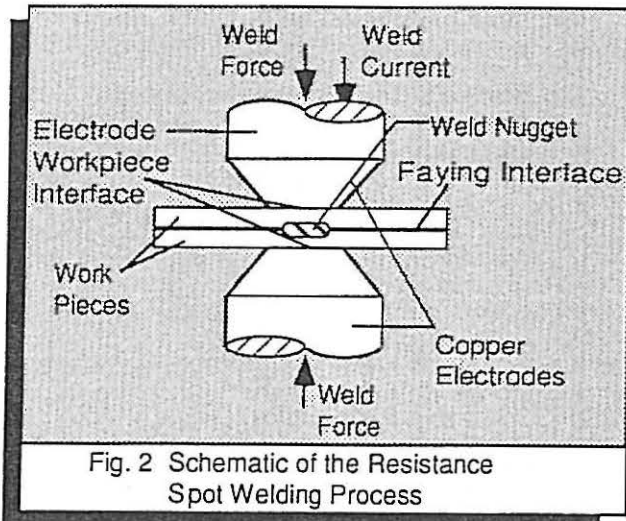 Weld
Force
Weld
Current
Electrode
Workpiece
Interface
Weld Nugget
Faying Interface
Work
Pieces
Copper
Electrodes
Weld
Force
Fig. 2 Schematic of the Resistance
Spot Welding Process